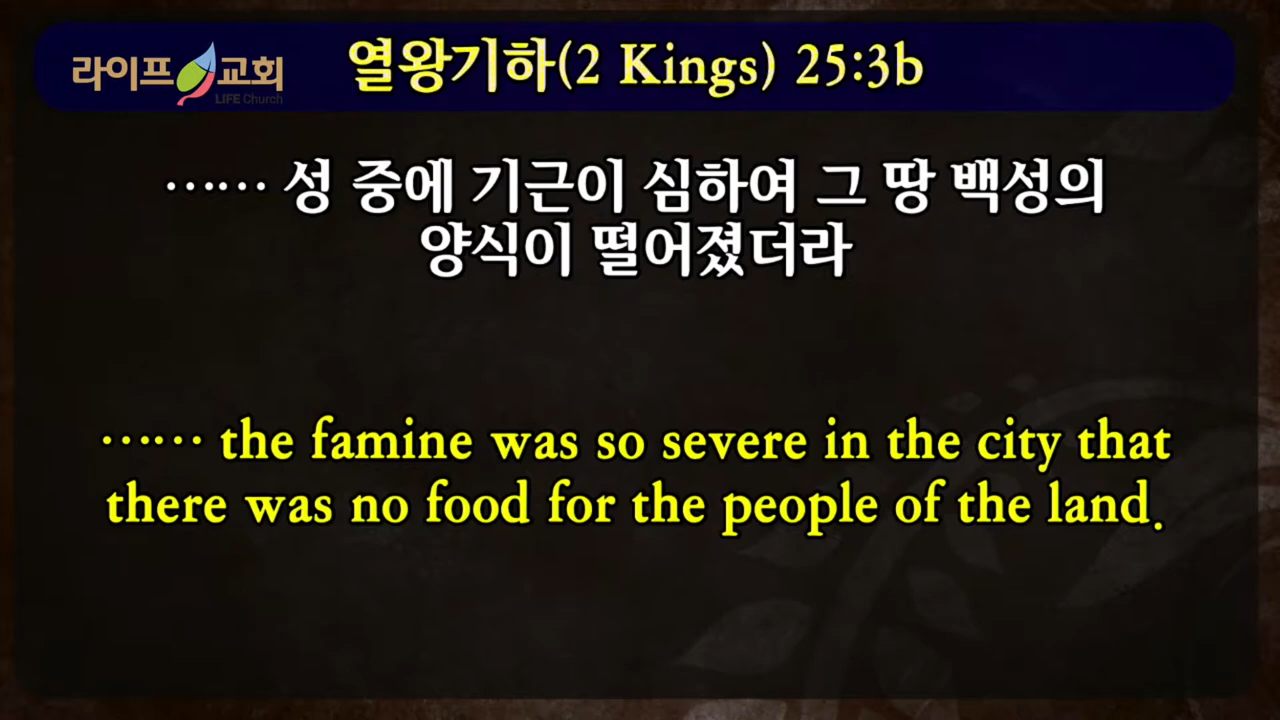 라이프교회
LIFE Church
열왕기하(2 Kings) 25:3b
…… 성 중에 기근이 심하여 그 땅 백성의
양식이 떨어졌더라
…… the famine was so severe in the city that
there was no food for the people of the land.